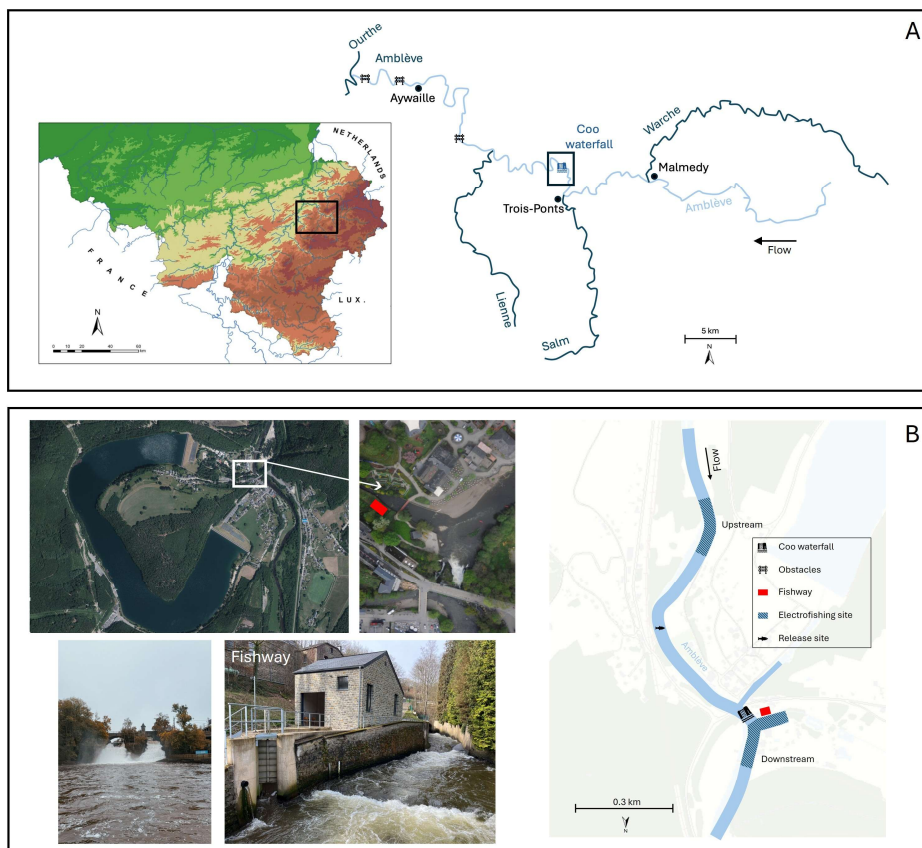 A
Ourthe
Amblève
Aywaille
Coo
waterfall
Warche
Malmedy
Trois-Ponts
Amblève
Flow
Lienne
Salm
5 km
N
NETHERLANDS
FRANCE
LUX.
N
0 10 20 40 60
km
B
Flow
Upstream
Coo waterfall
Obstacles
Fishway
Electrofishing site
Release site
Amblève
Downstream
0.3 km
N
Fishway